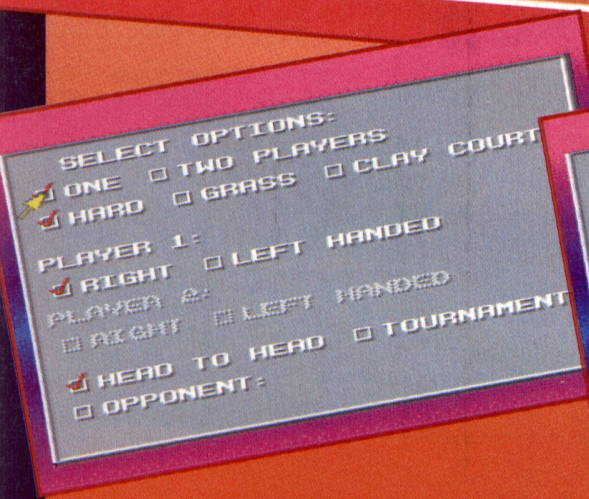 SELECT OPTIONS:
ONE TWO PLAYERS
HARD GRASS CLAY COURT
PLAYER 1:
RIGHT LEFT HANDED
PLAYER 2:
RIGHT LEFT HANDED
HEAD TO HEAD TOURNAMENT
OPPONENT: